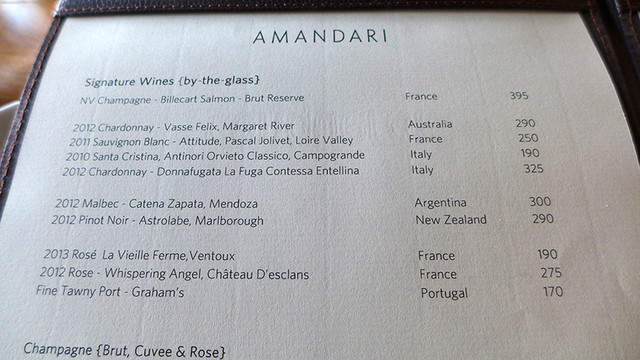 AMANDARI
Signature Wines {by-the-glass}
NV Champagne - Billecart Salmon - Brut Reserve France 395
2012 Chardonnay - Vasse Felix, Margaret River Australia 290
2011 Sauvignon Blanc - Attitude, Pascal Jolivet, Loire Valley France 250
2010 Santa Cristina, Antinori Orvieto Classico, Campogrande Italy 190
2012 Chardonnay - Donnafugata La Fuga Contessa Entellina Italy 325
2012 Malbec - Catena Zapata, Mendoza Argentina 300
2012 Pinot Noir - Astrolabe, Marlborough New Zealand 290
2013 Rosé La Vieille Ferme,Ventoux France 190
2012 Rose - Whispering Angel, Château D'esclans France 275
Fine Tawny Port - Graham's Portugal 170
Champagne {Brut, Cuvee & Rose}